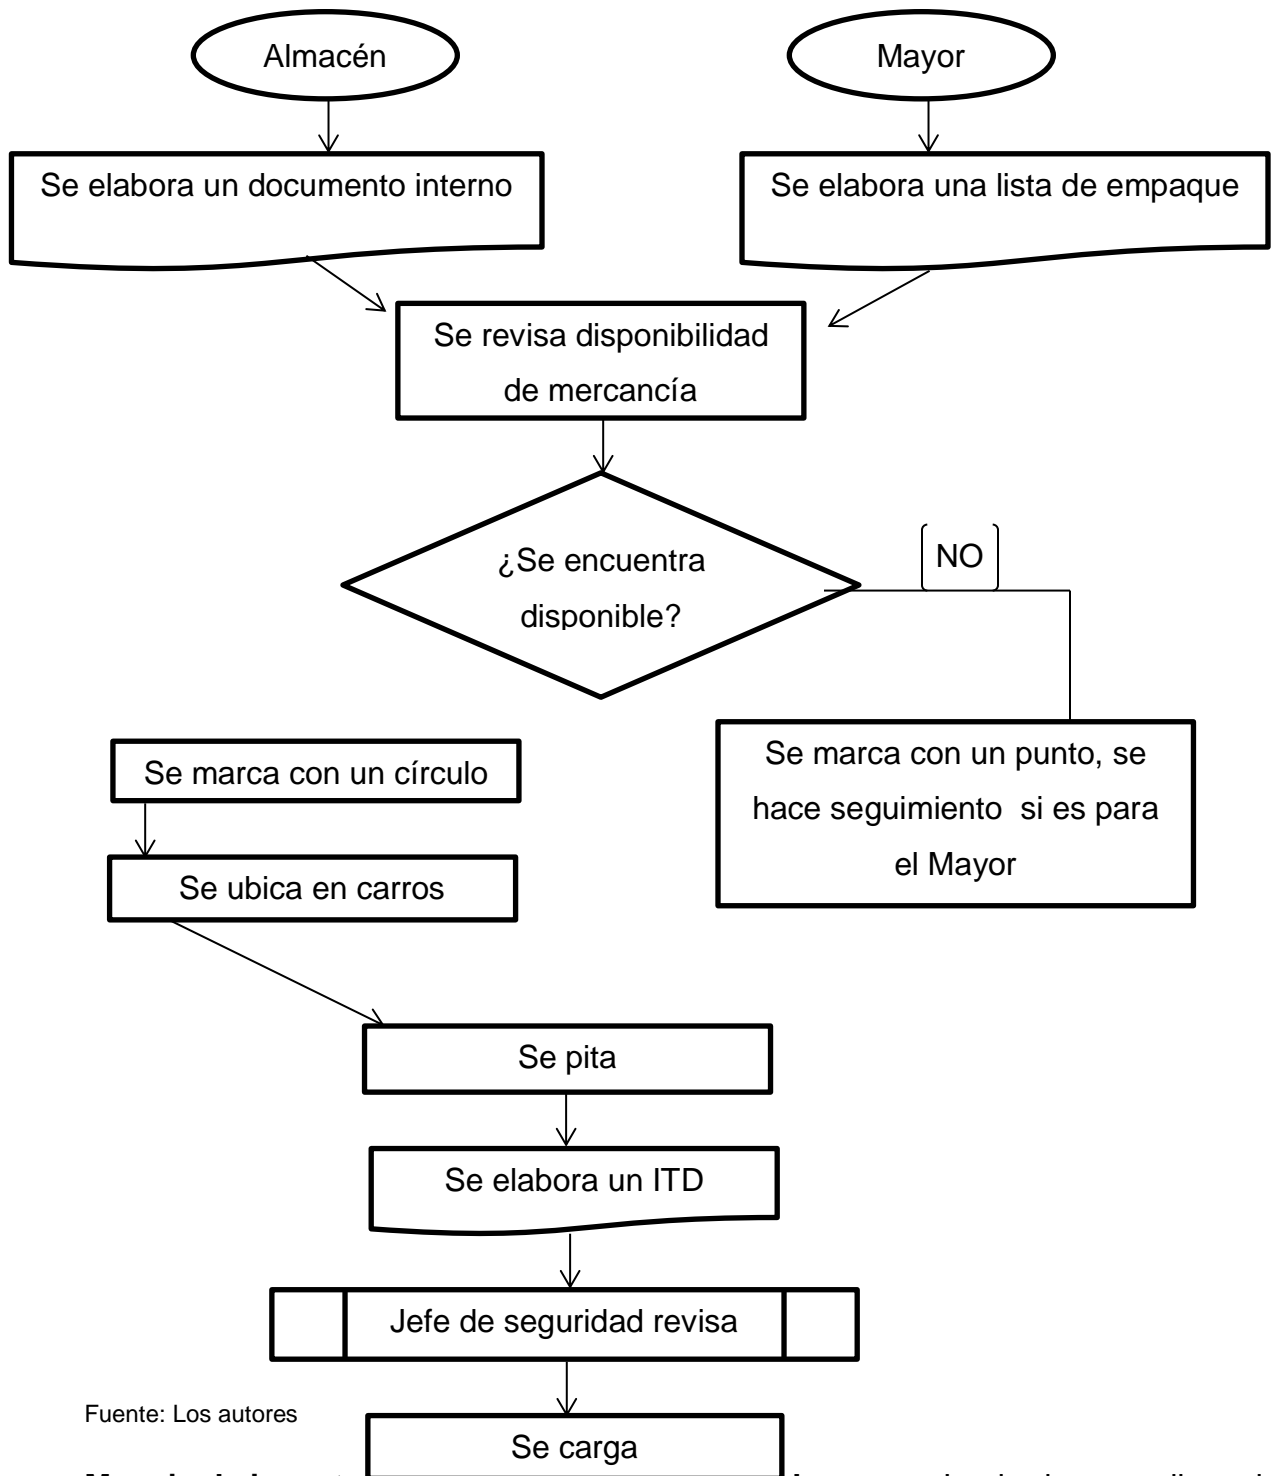 Almacén
Mayor
Se elabora un documento interno
Se elabora una lista de empaque
Se revisa disponibilidad
de mercancía
¿Se encuentra
disponible?
NO
Se marca con un círculo
Se marca con un punto, se
hace seguimiento si es para
el Mayor
Se ubica en carros
Se pita
Se elabora un ITD
Jefe de seguridad revisa
Fuente: Los autores
Se carga